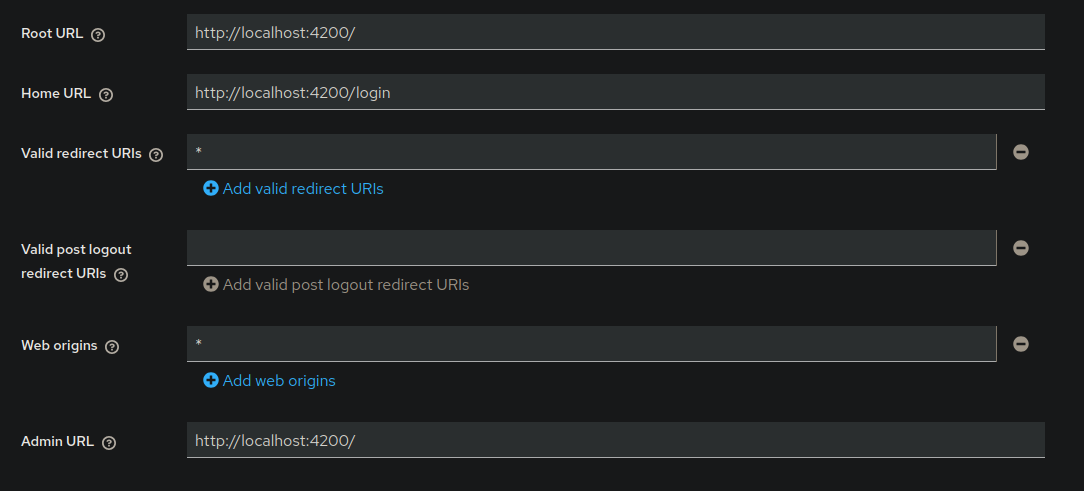 Root URL
http://localhost:4200/
Home URL
http://localhost:4200/login
Valid redirect URIs
*
Add valid redirect URIs
Valid post logout
redirect URIs
Add valid post logout redirect URIs
Web origins
*
Add web origins
Admin URL
http://localhost:4200/